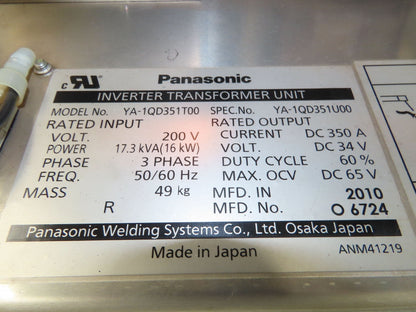 c RU Panasonic
INVERTER TRANSFORMER UNIT
MODEL No. YA-1QD351T00 SPEC.No. YA-1QD351U00
RATED INPUT RATED OUTPUT
VOLT. 200 V CURRENT DC 350 A
POWER 17.3 kVA(16 kW) VOLT. DC 34 V
PHASE 3 PHASE DUTY CYCLE 60 %
FREQ. 50/60 Hz MAX. OCV DC 65 V
MASS 49 kg MFD. IN 2010
R MFD. No. O 6724
Panasonic Welding Systems Co., Ltd. Osaka Japan
Made in Japan ANM41219